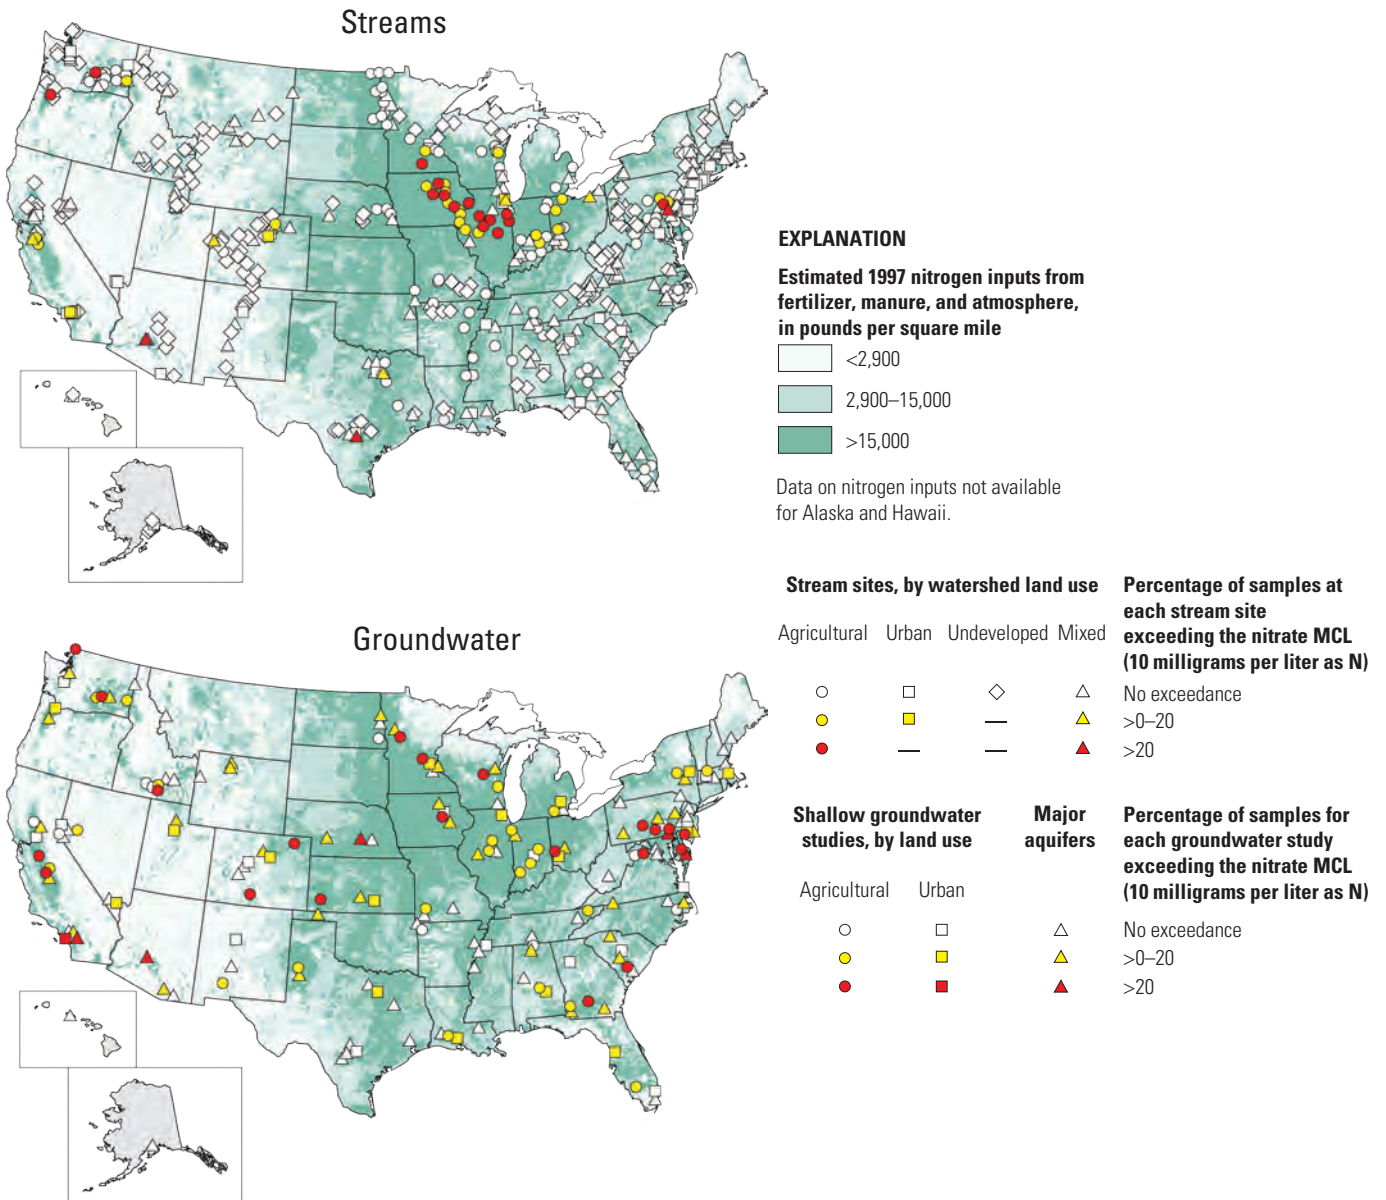 Streams
EXPLANATION
Estimated 1997 nitrogen inputs from
fertilizer, manure, and atmosphere,
in pounds per square mile
<2,900
2,900–15,000
>15,000
Data on nitrogen inputs not available
for Alaska and Hawaii.
Stream sites, by watershed land use
Percentage of samples at
each stream site
exceeding the nitrate MCL
(10 milligrams per liter as N)
Agricultural Urban Undeveloped Mixed
No exceedance
>0–20
>20
Groundwater
Shallow groundwater
studies, by land use
Major
aquifers
Percentage of samples for
each groundwater study
exceeding the nitrate MCL
(10 milligrams per liter as N)
Agricultural Urban
No exceedance
>0–20
>20